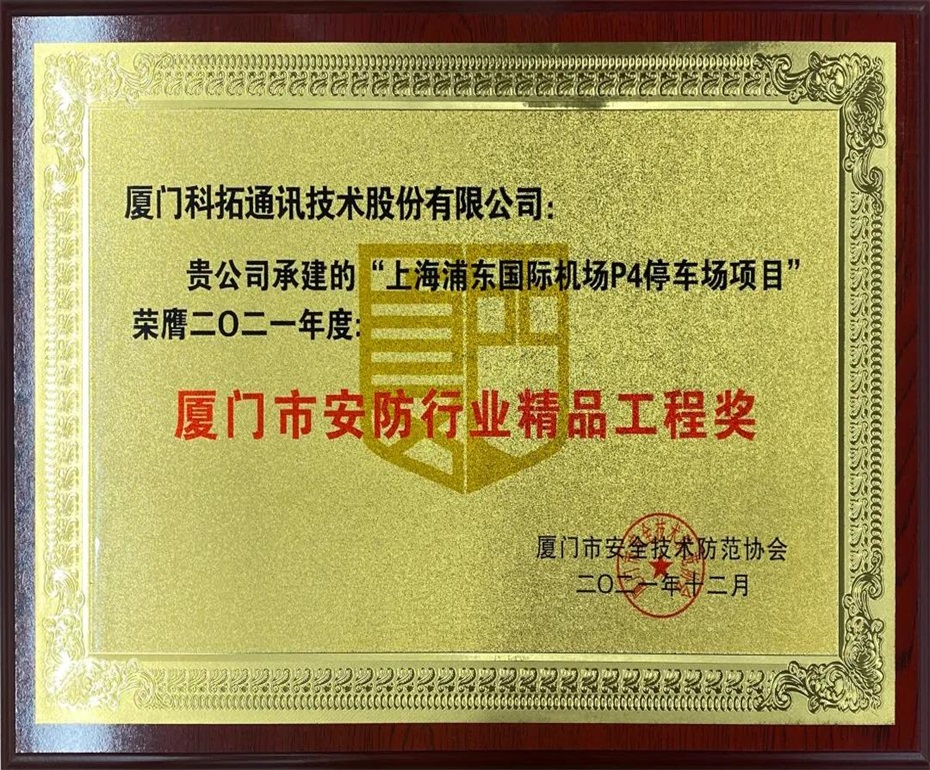 厦门科拓通讯技术股份有限公司:
贵公司承建的“上海浦东国际机场P4停车场项目”
荣膺二〇二一年度:
厦门市安防行业精品工程奖
厦门市安全技术防范协会
二〇二一年十二月